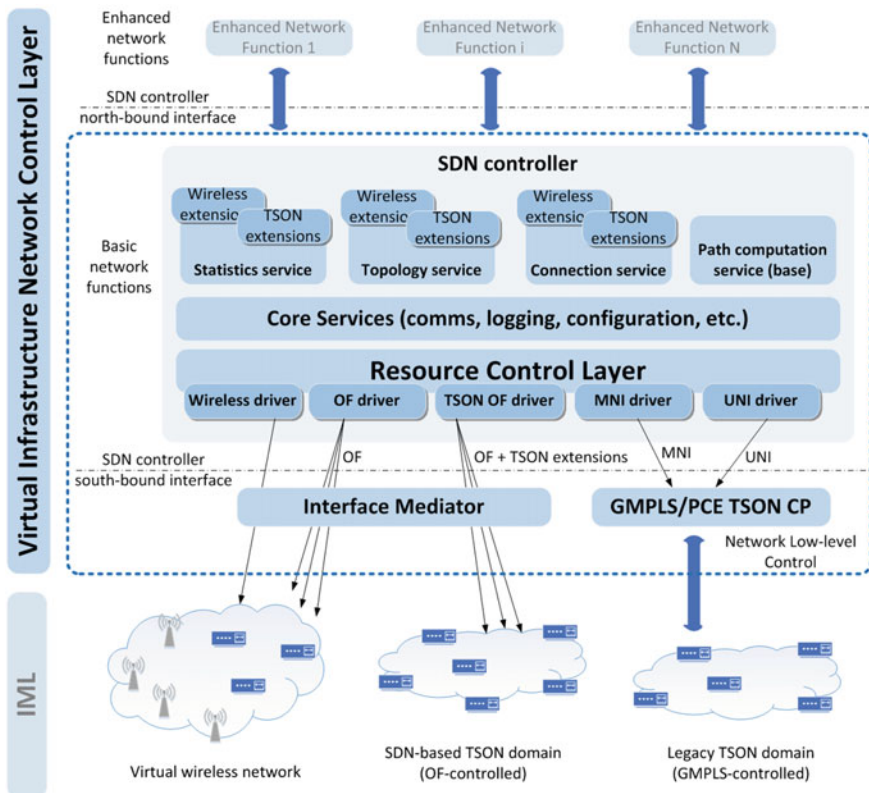 Virtual Infrastructure Network Control Layer
Enhanced
network
functions
Enhanced Network
Function 1
Enhanced Network
Function i
Enhanced Network
Function N
SDN controller
north-bound interface
SDN controller
Basic
network
functions
Wireless
extensions
TSON
extensions
Statistics service
Wireless
extensions
TSON
extensions
Topology service
Wireless
extensions
TSON
extensions
Connection service
Path computation
service (base)
Core Services (comms, logging, configuration, etc.)
Resource Control Layer
Wireless driver
OF driver
TSON OF driver
MNI driver
UNI driver
SDN controller
south-bound interface
OF
OF + TSON extensions
MNI
UNI
Interface Mediator
GMPLS/PCE TSON CP
Network Low-level
Control
IML
Virtual wireless network
SDN-based TSON domain
(OF-controlled)
Legacy TSON domain
(GMPLS-controlled)